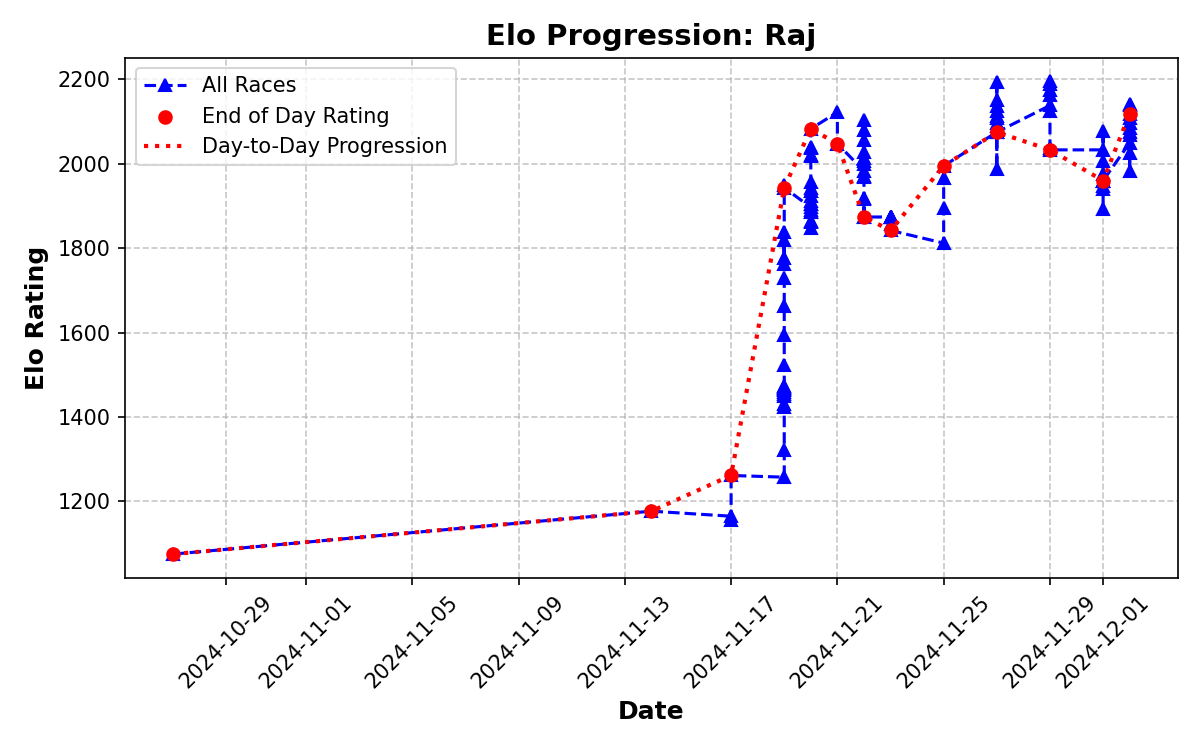 Elo Progression: Raj
All Races
End of Day Rating
Day-to-Day Progression
Elo Rating
2200
2000
1800
1600
1400
1200
2024-10-29
2024-11-01
2024-11-05
2024-11-09
2024-11-13
2024-11-17
2024-11-21
2024-11-25
2024-11-29
2024-12-01
Date